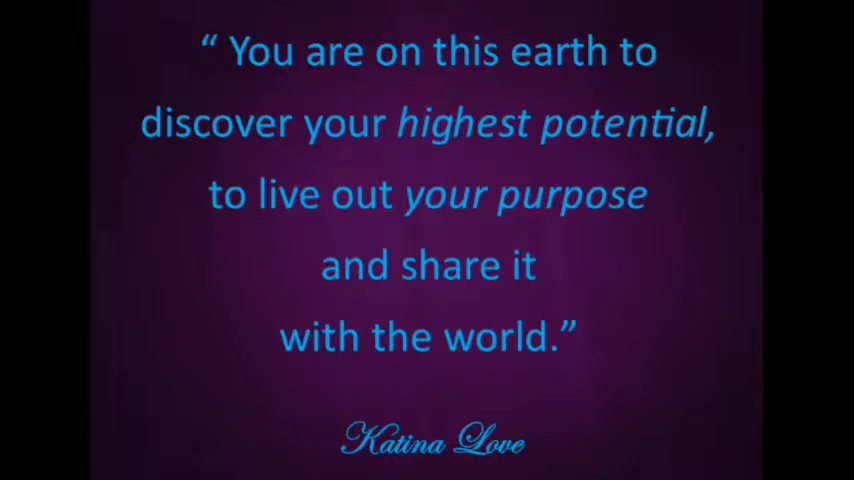 “ You are on this earth to
discover your highest potential,
to live out your purpose
and share it
with the world.”
Katina Love